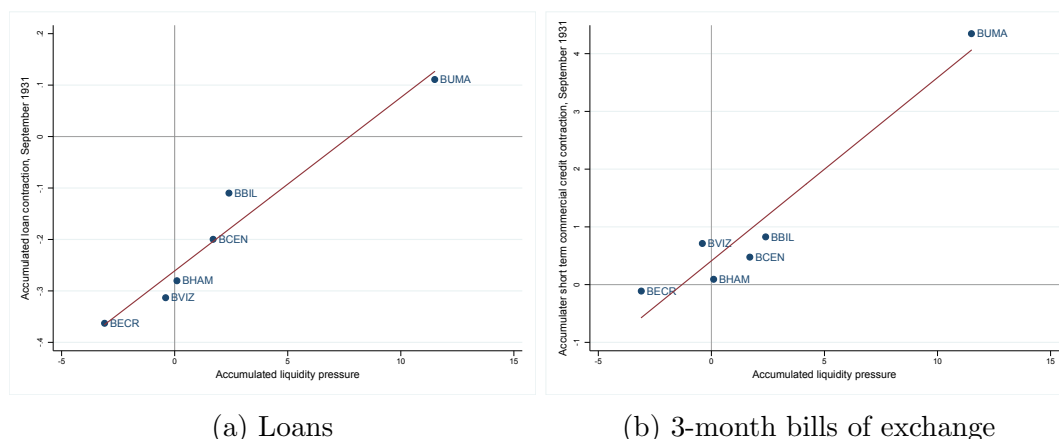 Accumulated loan contraction, September 1931
.2
.1
0
-.1
-.2
-.3
-.4
BUMA
BBIL
BCEN
BHAM
BVIZ
BECR
-5
0
5
10
15
Accumulated liquidity pressure
(a) Loans
Accumulater short term commercial credit contraction, September 1931
4
3
2
1
0
-1
BUMA
BVIZ
BBIL
BCEN
BHAM
BECR
-5
0
5
10
15
Accumulated liquidity pressure
(b) 3-month bills of exchange